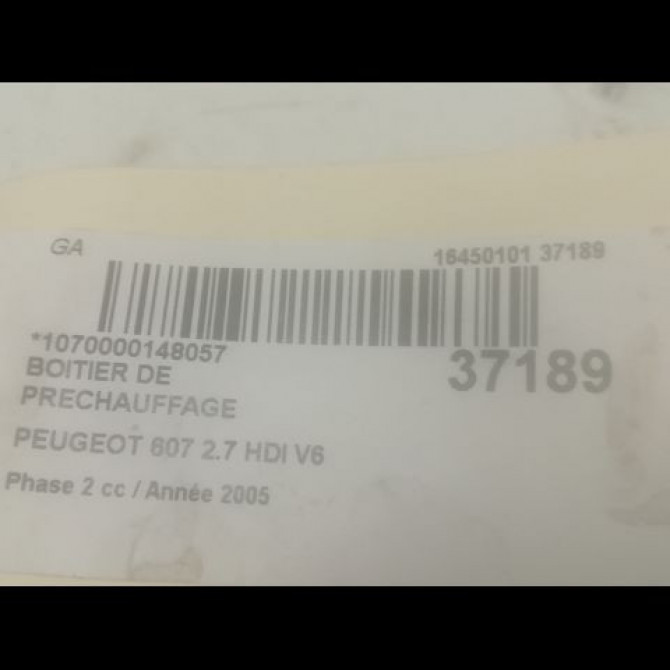 GA
16450101 37189
*1070000148057
37189
BOITIER DE
PRECHAUFFAGE
PEUGEOT 607 2.7 HDI V6
Phase 2 cc / Année 2005